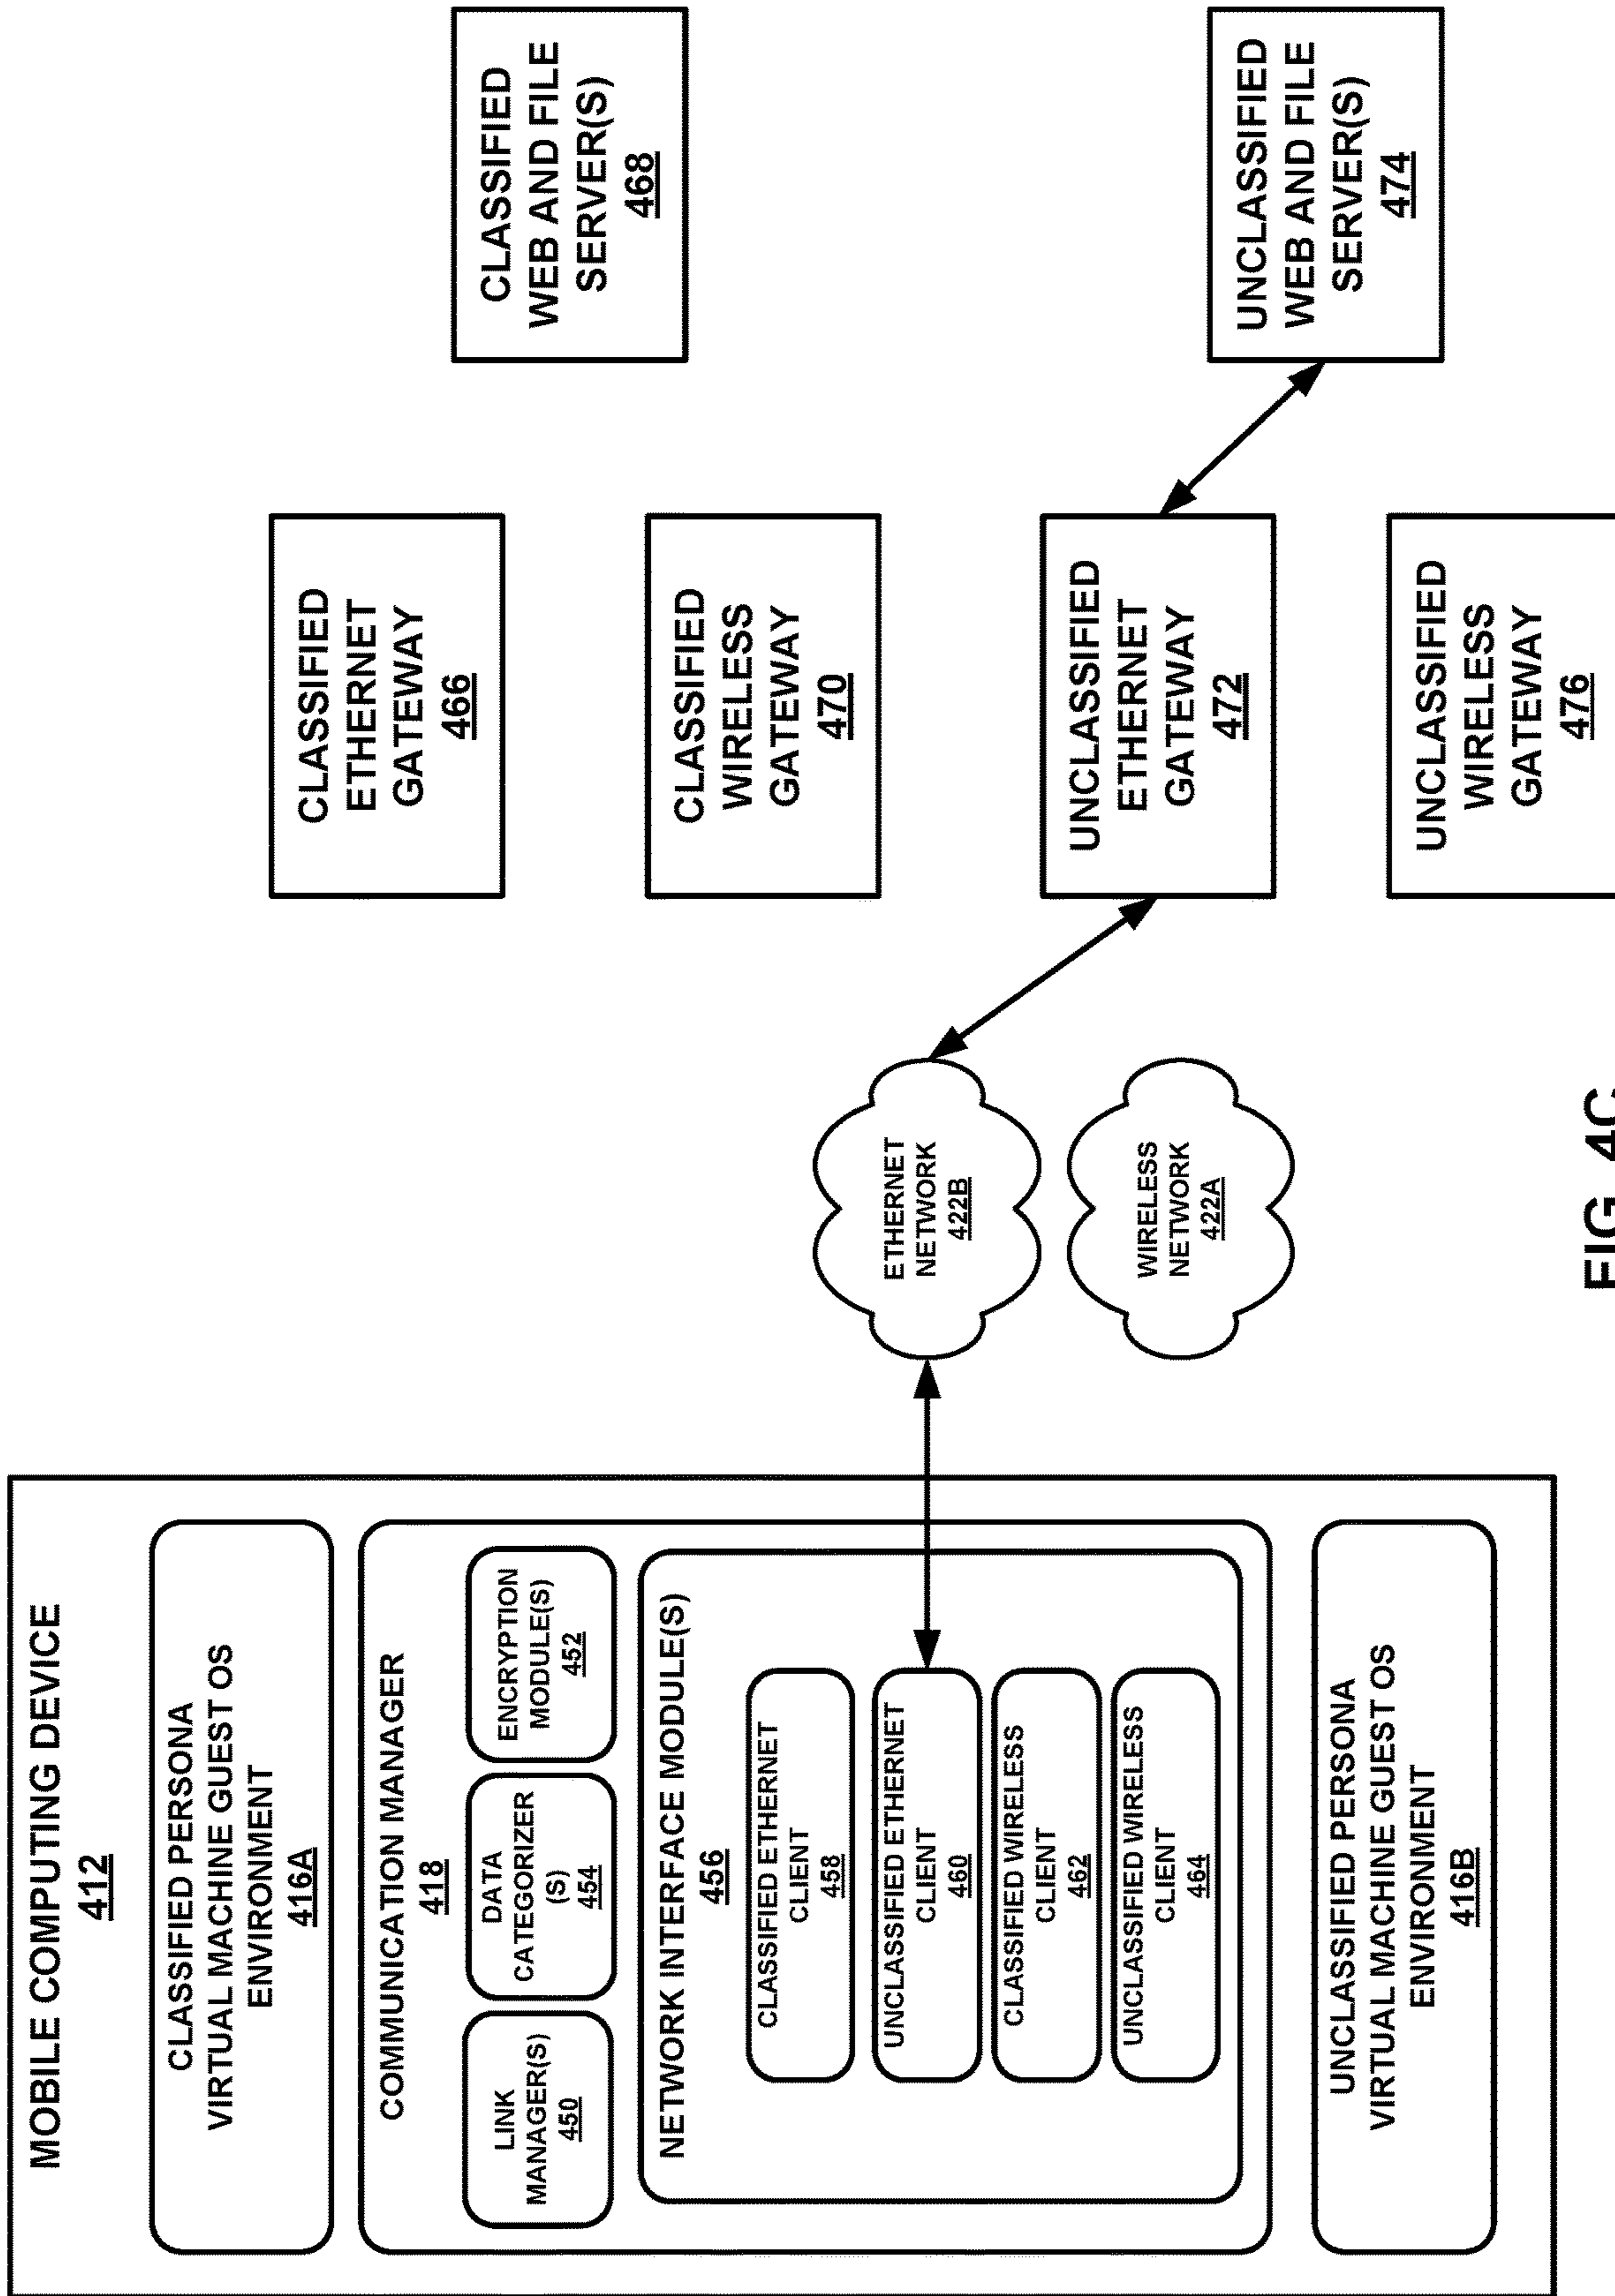 MOBILE COMPUTING DEVICE
412
CLASSIFIED PERSONA
VIRTUAL MACHINE GUEST OS
ENVIRONMENT
416A
COMMUNICATION MANAGER
418
LINK
MANAGER(S)
450
DATA
CATEGORIZER
(S)
454
ENCRYPTION
MODULE(S)
452
NETWORK INTERFACE MODULE(S)
456
CLASSIFIED ETHERNET
CLIENT
458
UNCLASSIFIED ETHERNET
CLIENT
460
CLASSIFIED WIRELESS
CLIENT
462
UNCLASSIFIED WIRELESS
CLIENT
464
UNCLASSIFIED PERSONA
VIRTUAL MACHINE GUEST OS
ENVIRONMENT
416B
ETHERNET
NETWORK
422B
WIRELESS
NETWORK
422A
CLASSIFIED
ETHERNET
GATEWAY
466
CLASSIFIED
WIRELESS
GATEWAY
470
UNCLASSIFIED
ETHERNET
GATEWAY
472
UNCLASSIFIED
WIRELESS
GATEWAY
476
CLASSIFIED
WEB AND FILE
SERVER(S)
468
UNCLASSIFIED
WEB AND FILE
SERVER(S)
474
FIG. 4C